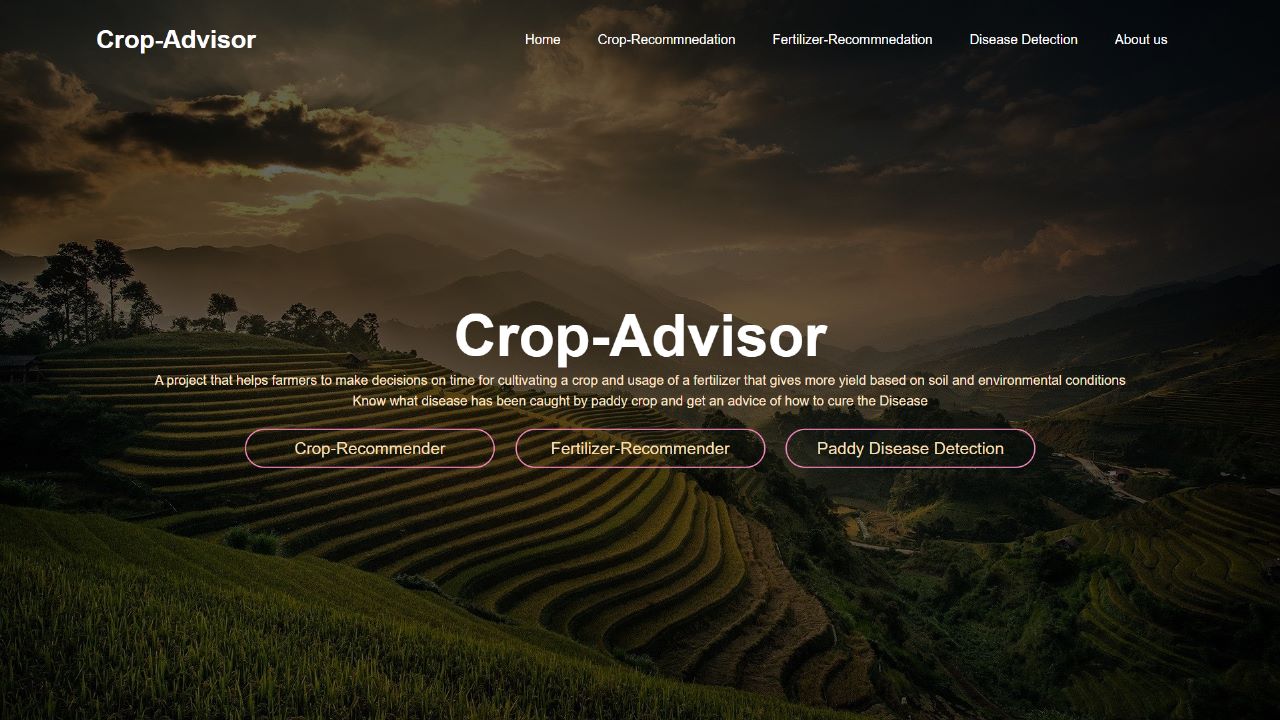 Crop-Advisor
Home Crop-Recommnedation Fertilizer-Recommnedation Disease Detection About us
Crop-Advisor
A project that helps farmers to make decisions on time for cultivating a crop and usage of a fertilizer that gives more yield based on soil and environmental conditions
Know what disease has been caught by paddy crop and get an advice of how to cure the Disease
Crop-Recommender Fertilizer-Recommender Paddy Disease Detection